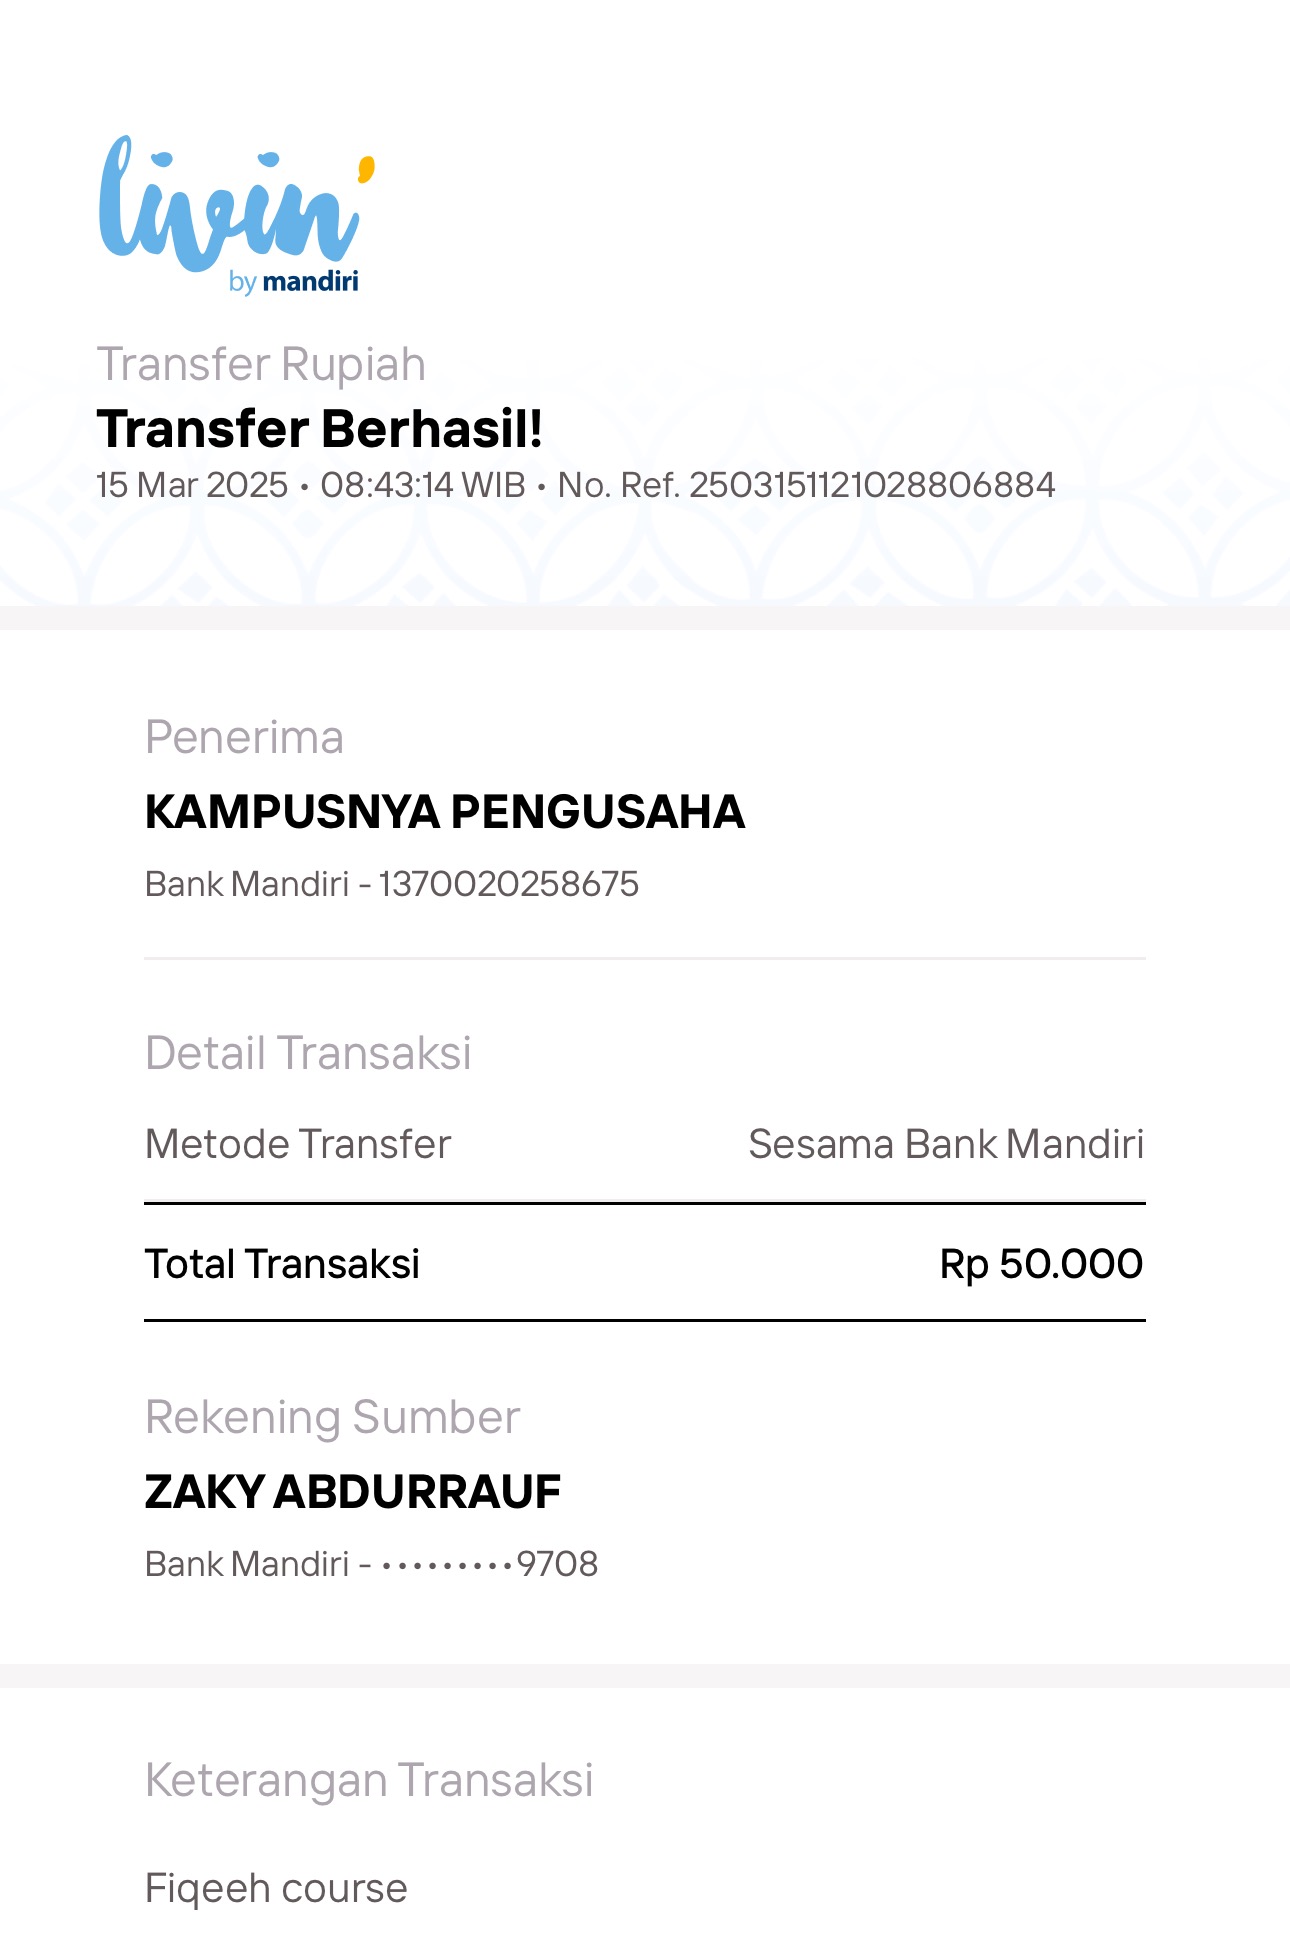 livin'
by mandiri
Transfer Rupiah
Transfer Berhasil!
15 Mar 2025 • 08:43:14 WIB • No. Ref. 2503151121028806884
Penerima
KAMPUSNYA PENGUSAHA
Bank Mandiri - 1370020258675
Detail Transaksi
Metode Transfer Sesama Bank Mandiri
Total Transaksi Rp 50.000
Rekening Sumber
ZAKY ABDURRAUF
Bank Mandiri - •••••••••9708
Keterangan Transaksi
Fiqeeh course